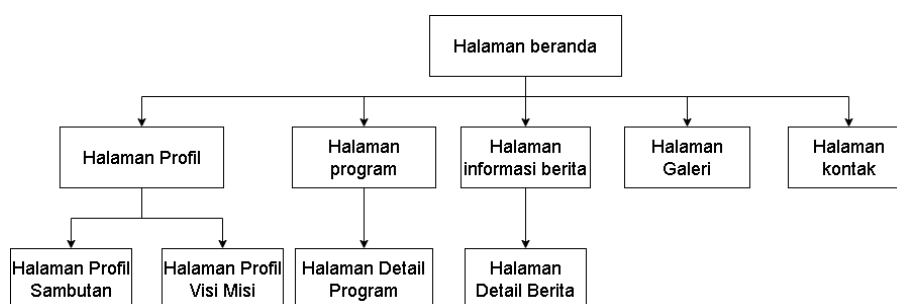 Halaman beranda
Halaman Profil
Halaman
program
Halaman
informasi berita
Halaman
Galeri
Halaman
kontak
Halaman Profil
Sambutan
Halaman Profil
Visi Misi
Halaman Detail
Program
Halaman
Detail Berita